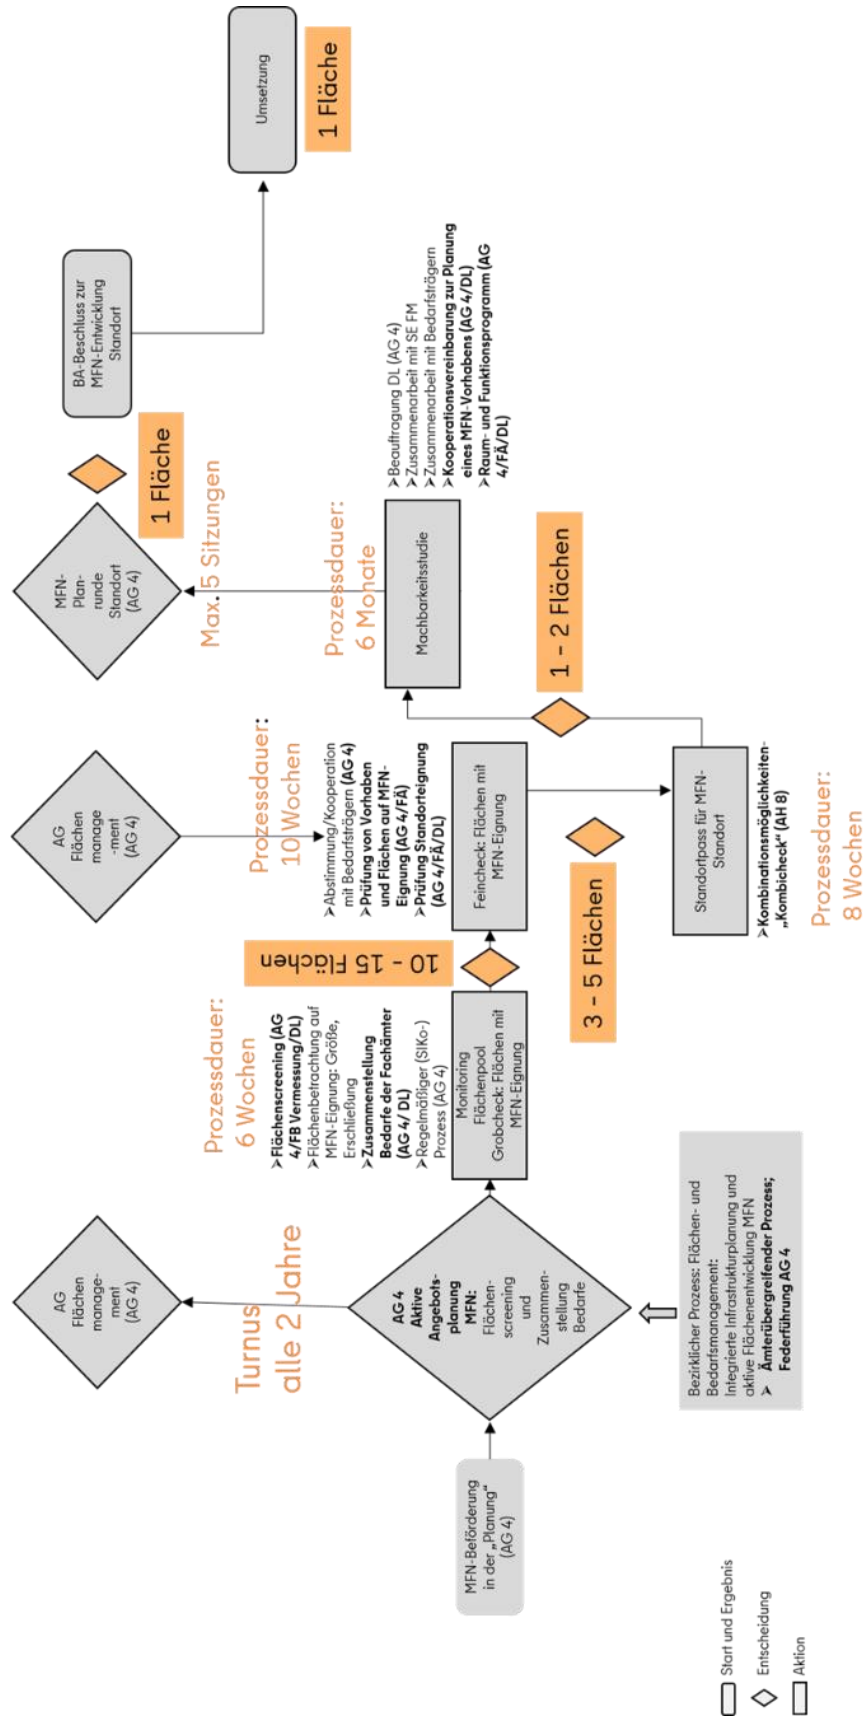 MFN-Beförderung
in der „Planung“
(AG 4)
AG 4
Aktive
Angebots-
planung
MFN:
Flächen-
screening
und
Zusammen-
stellung
Bedarfe
Bezirklicher Prozess: Flächen- und
Bedarfsmanagement:
Integrierte Infrastrukturplanung und
aktive Flächenentwicklung MFN
➤ Ämterübergreifender Prozess;
Federführung AG 4
Turnus
alle 2 Jahre
AG
Flächen
manage-
ment
(AG 4)
Prozessdauer:
6 Wochen
➤Flächenscreening (AG
4/FB Vermessung/DL)
➤Flächenbetrachtung auf
MFN-Eignung: Größe,
Erschließung
➤Zusammenstellung
Bedarfe der Fachämter
(AG 4/ DL)
➤Regelmäßiger (SIKo-)
Prozess (AG 4)
Monitoring
Flächenpool
Grobcheck: Flächen mit
MFN-Eignung
10 – 15 Flächen
AG
Flächen
manage
-ment
(AG 4)
Prozessdauer:
10 Wochen
➤Abstimmung/Kooperation
mit Bedarfsträgern (AG 4)
➤Prüfung von Vorhaben
und Flächen auf MFN-
Eignung (AG 4/FÄ)
➤Prüfung Standorteignung
(AG 4/FÄ/DL)
Feincheck: Flächen mit
MFN-Eignung
3 – 5 Flächen
Standortpass für MFN-
Standort
➤Kombinationsmöglichkeiten-
„Kombicheck“ (AH 8)
Prozessdauer:
8 Wochen
1 – 2 Flächen
Machbarkeitsstudie
➤Beauftragung DL (AG 4)
➤Zusammenarbeit mit SE FM
➤Zusammenarbeit mit Bedarfsträgern
➤Kooperationsvereinbarung zur Planung
eines MFN-Vorhabens (AG 4/DL)
➤Raum- und Funktionsprogramm (AG
4/FÄ/DL)
Prozessdauer:
6 Monate
Max. 5 Sitzungen
MFN-
Plan-
runde
Standort
(AG 4)
1 Fläche
BA-Beschluss zur
MFN-Entwicklung
Standort
Umsetzung
1 Fläche
Start und Ergebnis
Entscheidung
Aktion